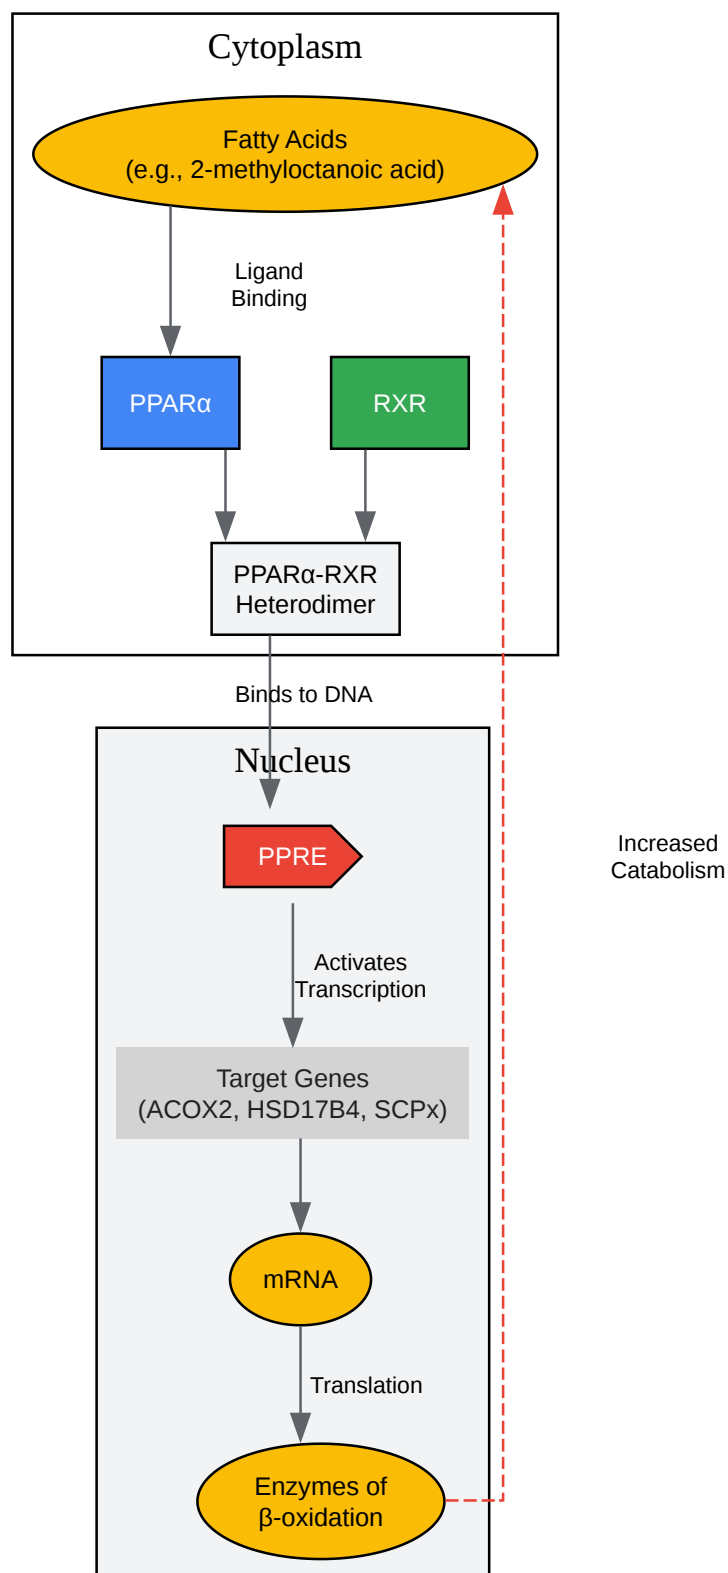 Cytoplasm
Fatty Acids
(e.g., 2-methyloctanoic acid)
Ligand
Binding
PPARα
RXR
PPARα-RXR
Heterodimer
Binds to DNA
Nucleus
PPRE
Increased
Catabolism
Activates
Transcription
Target Genes
(ACOX2, HSD17B4, SCPx)
mRNA
Translation
Enzymes of
β-oxidation